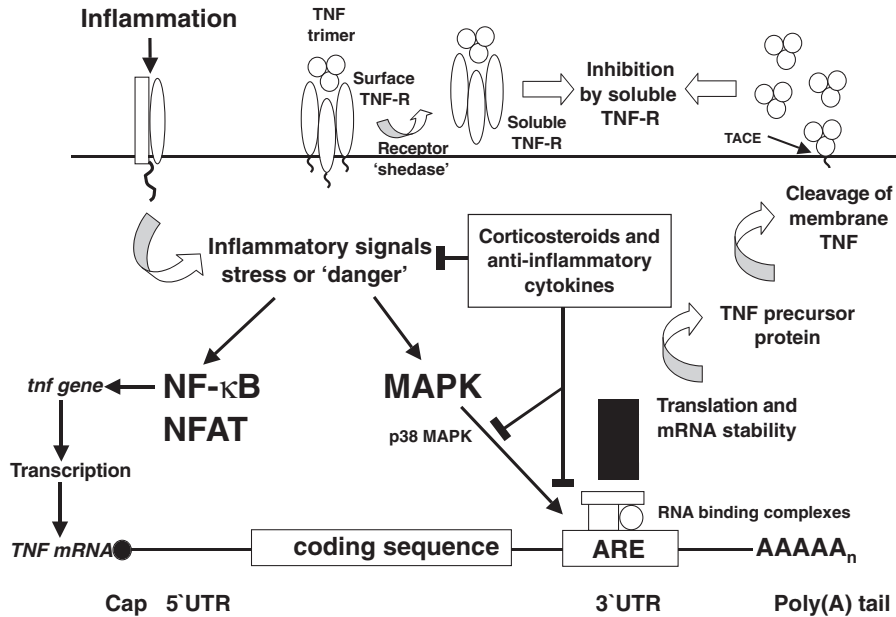 Inflammation
TNF
trimer
Surface
TNF-R
Receptor
'shedase'
Soluble
TNF-R
Inhibition
by soluble
TNF-R
TACE
Cleavage of
membrane
TNF
Inflammatory signals
stress or 'danger'
Corticosteroids and
anti-inflammatory
cytokines
TNF precursor
protein
tnf gene
NF-κB
NFAT
MAPK
p38 MAPK
Translation and
mRNA stability
Transcription
RNA binding complexes
TNF mRNA
coding sequence
ARE
AAAAAn
Cap 5`UTR
3`UTR
Poly(A) tail